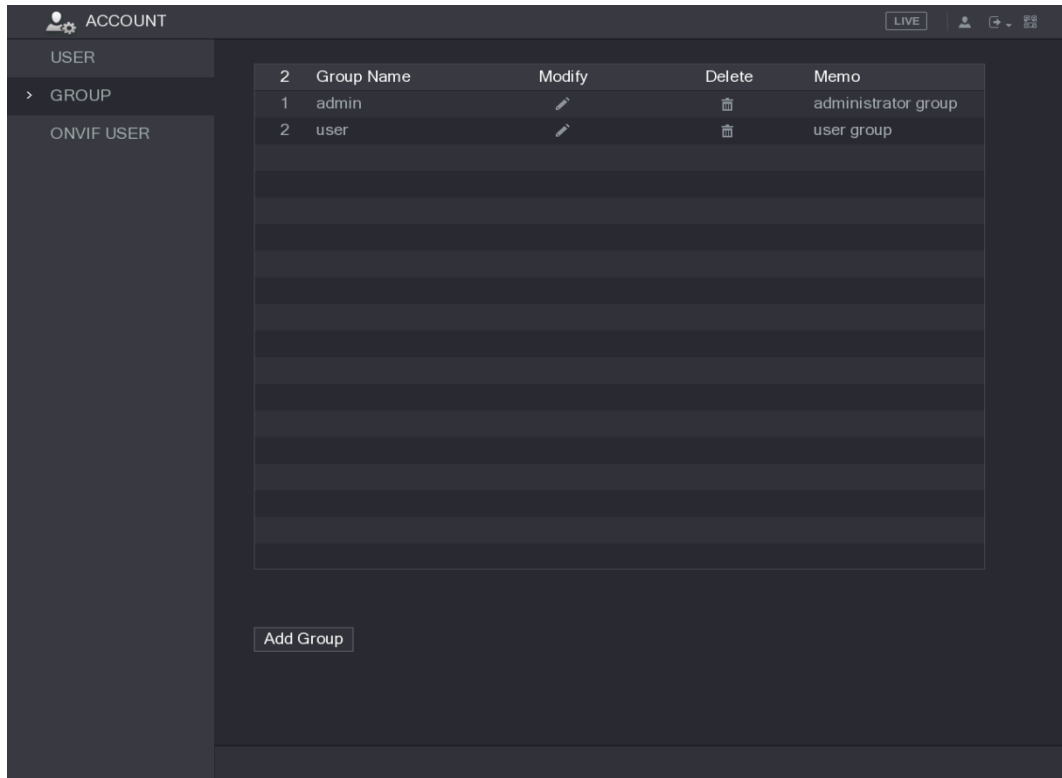 ACCOUNT LIVE
USER
GROUP
ONVIF USER
2 Group Name Modify Delete Memo
1 admin administrator group
2 user user group
Add Group